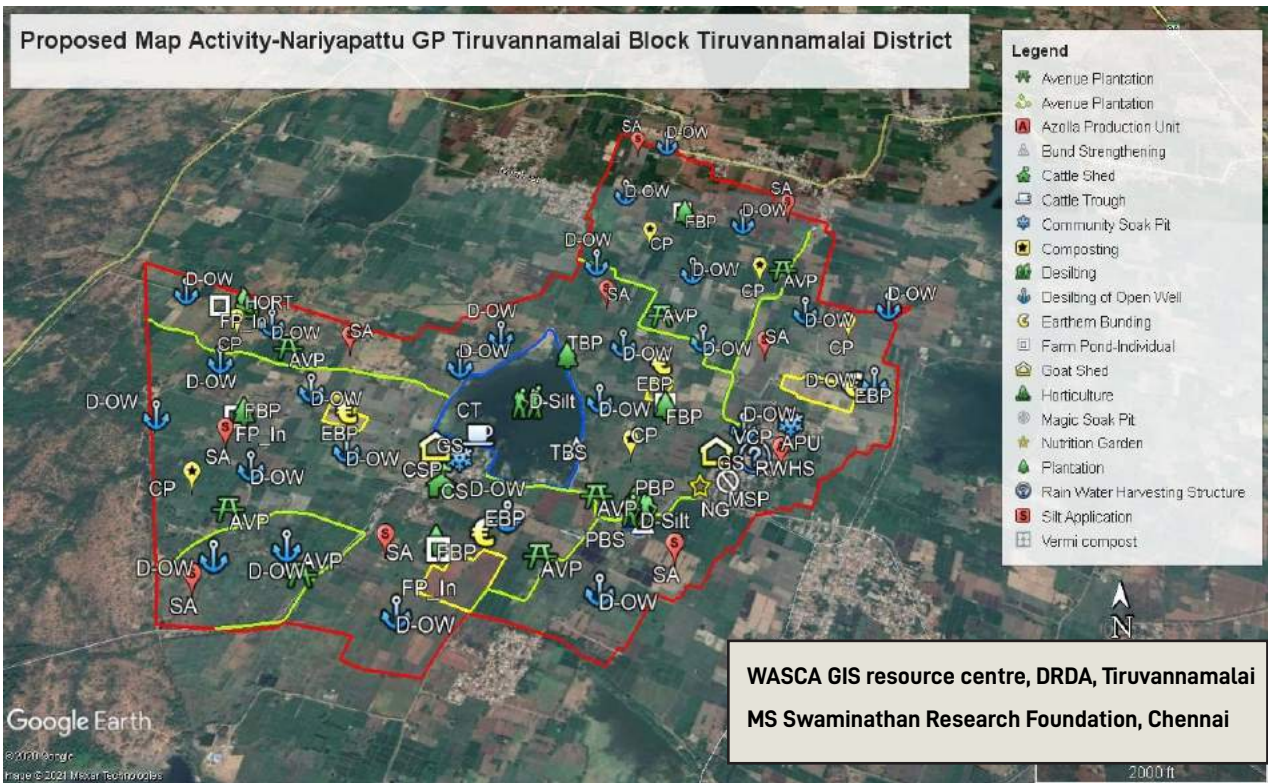 Proposed Map Activity-Nariyapattu GP Tiruvannamalai Block Tiruvannamalai District
Legend
Avenue Plantation
Avenue Plantation
A Azolla Production Unit
Bund Strengthening
Cattle Shed
Cattle Trough
Community Soak Pit
Composting
Desilting
Desilting of Open Well
Earthern Bunding
Farm Pond-Individual
Goat Shed
Horticulture
Magic Soak Pit
Nutrition Garden
Plantation
Rain Water Harvesting Structure
S Silt Application
Vermi compost
SA
D-OW
D-OW
SA
FBP
D-OW
CP
D-OW
D-OW
CP
AVP
D-OW
HORT
FP_In
D-OW
SA
CP
AVP
D-OW
SA
D-OW
D-OW
AVP
D-OW
D-OW
CP
D-OW
TBP
EBP
D-OW
EBP
D-OW
FBP
FP_In
SA
D-OW
EBP
D-OW
CT
D-Silt
D-OW
FBP
CP
D-OW
VCP
APU
CP
D-OW
GS
CSP
CS
D-OW
TBS
GS
RWHS
MSP
NG
AVP
EBP
AVP
PBP
D-Silt
PBS
D-OW
SA
D-OW
AVP
SA
EBP
FP_In
AVP
SA
D-OW
D-OW
N
WASCA GIS resource centre, DRDA, Tiruvannamalai
MS Swaminathan Research Foundation, Chennai
Google Earth
© 2020 Google
Image © 2021 Maxar Technologies
2000 ft